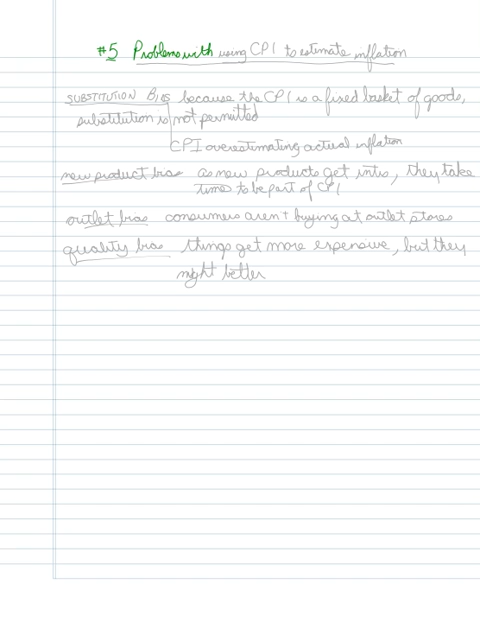 #5 Problems with using CPI to estimate inflation
SUBSTITUTION BIAS because the CPI is a fixed basket of goods,
substitution is not permitted
CPI overestimating actual inflation
new product bias as new products get intro, they take
time to be part of CPI
outlet bias consumers aren't buying at outlet stores
quality bias things get more expensive, but they
might better